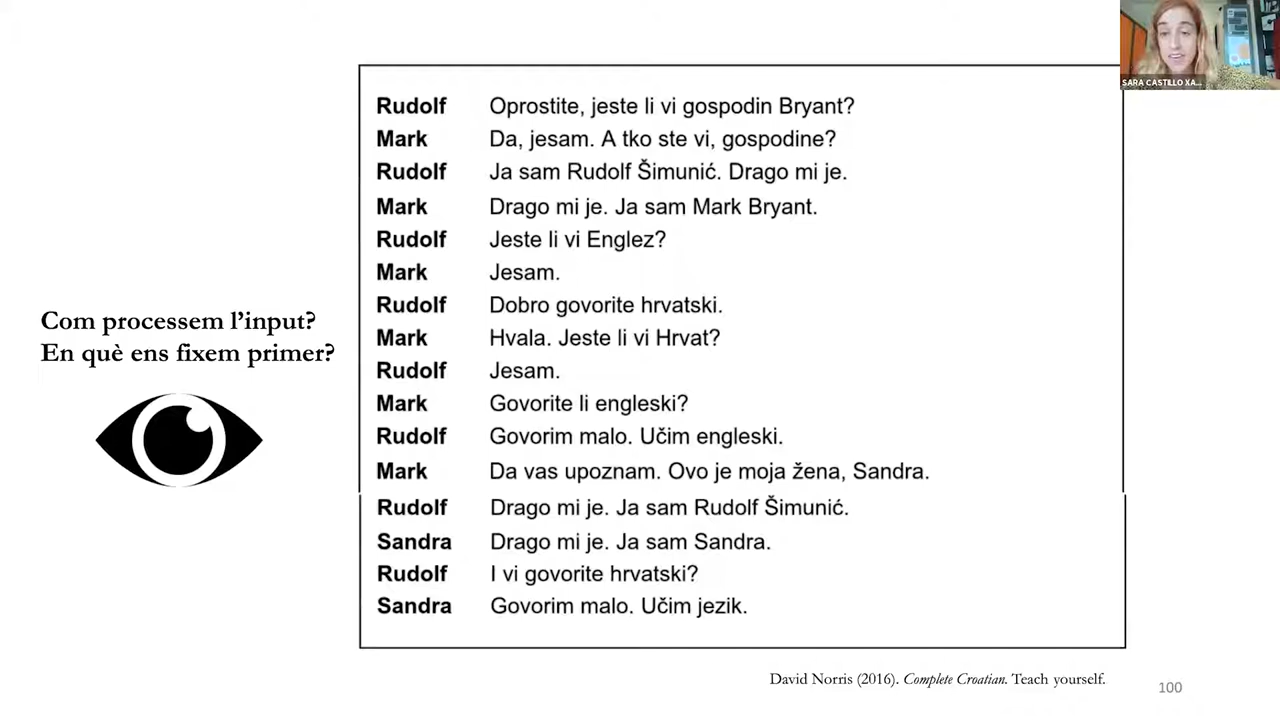 SARA CASTILLO XA...
Rudolf Oprostite, jeste li vi gospodin Bryant?
Mark Da, jesam. A tko ste vi, gospodine?
Rudolf Ja sam Rudolf Šimunić. Drago mi je.
Mark Drago mi je. Ja sam Mark Bryant.
Rudolf Jeste li vi Englez?
Mark Jesam.
Rudolf Dobro govorite hrvatski.
Mark Hvala. Jeste li vi Hrvat?
Rudolf Jesam.
Mark Govorite li engleski?
Rudolf Govorim malo. Učim engleski.
Mark Da vas upoznam. Ovo je moja žena, Sandra.
Rudolf Drago mi je. Ja sam Rudolf Šimunić.
Sandra Drago mi je. Ja sam Sandra.
Rudolf I vi govorite hrvatski?
Sandra Govorim malo. Učim jezik.
Com processem l’input?
En què ens fixem primer?
David Norris (2016). Complete Croatian. Teach yourself.
100